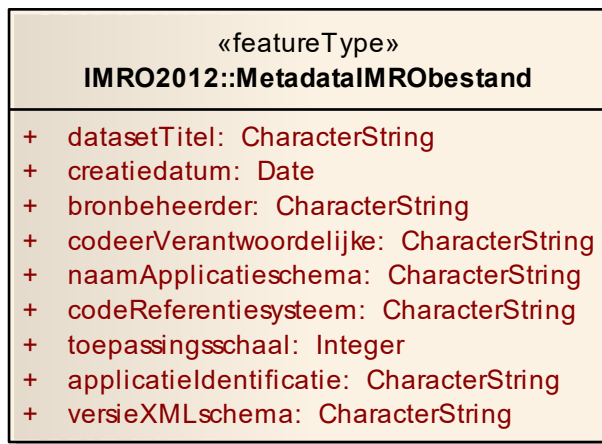 «featureType»
IMRO2012::MetadataIMRObestand
+ datasetTitel: CharacterString
+ creatiedatum: Date
+ bronbeheerder: CharacterString
+ codeerVerantwoordelijke: CharacterString
+ naamApplicatieschema: CharacterString
+ codeReferentiesysteem: CharacterString
+ toepassingsschaal: Integer
+ applicatieIdentificatie: CharacterString
+ versieXMLschema: CharacterString